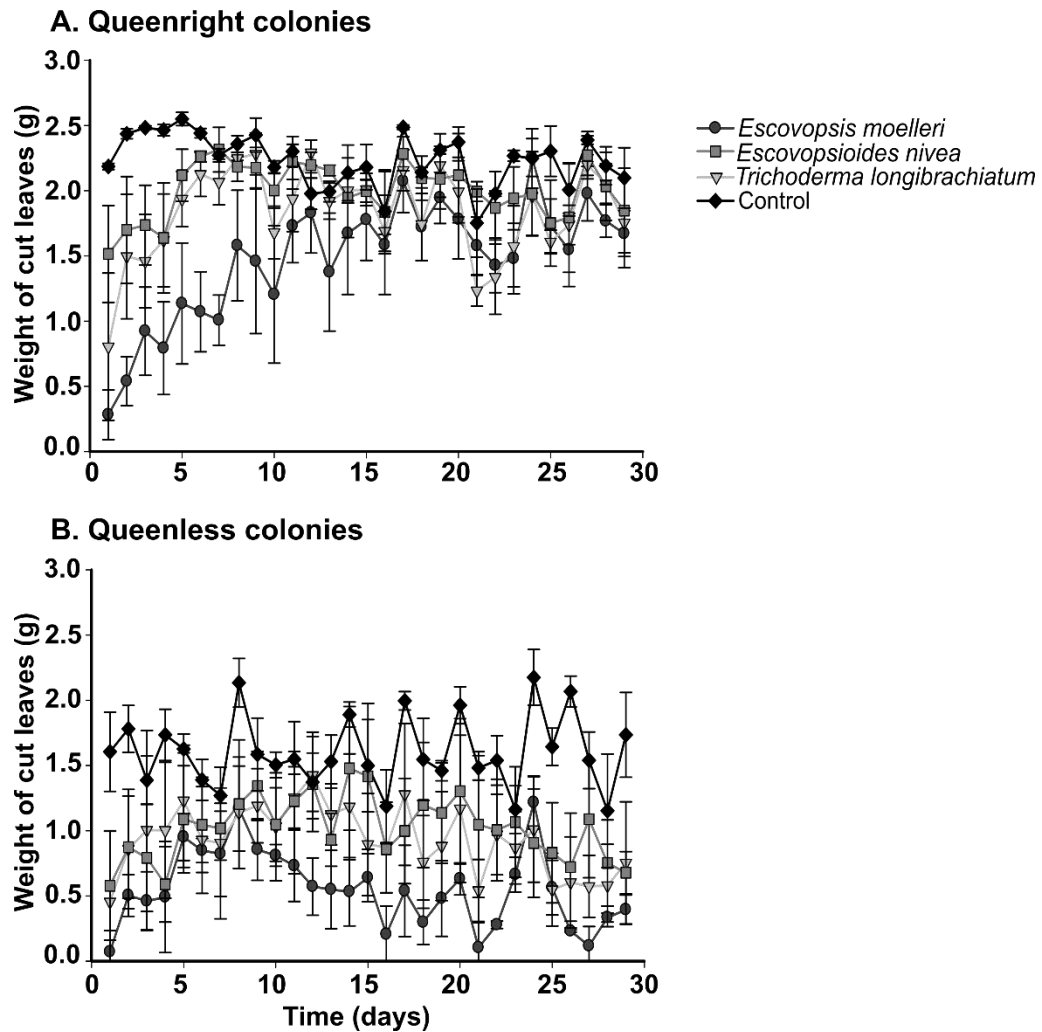 A. Queenright colonies
3.0
2.5
2.0
1.5
1.0
0.5
0.0
Weight of cut leaves (g)
0 5 10 15 20 25 30
Escovopsis moelleri
Escovopsioides nivea
Trichoderma longibrachiatum
Control
B. Queenless colonies
3.0
2.5
2.0
1.5
1.0
0.5
0.0
Weight of cut leaves (g)
0 5 10 15 20 25 30
Time (days)